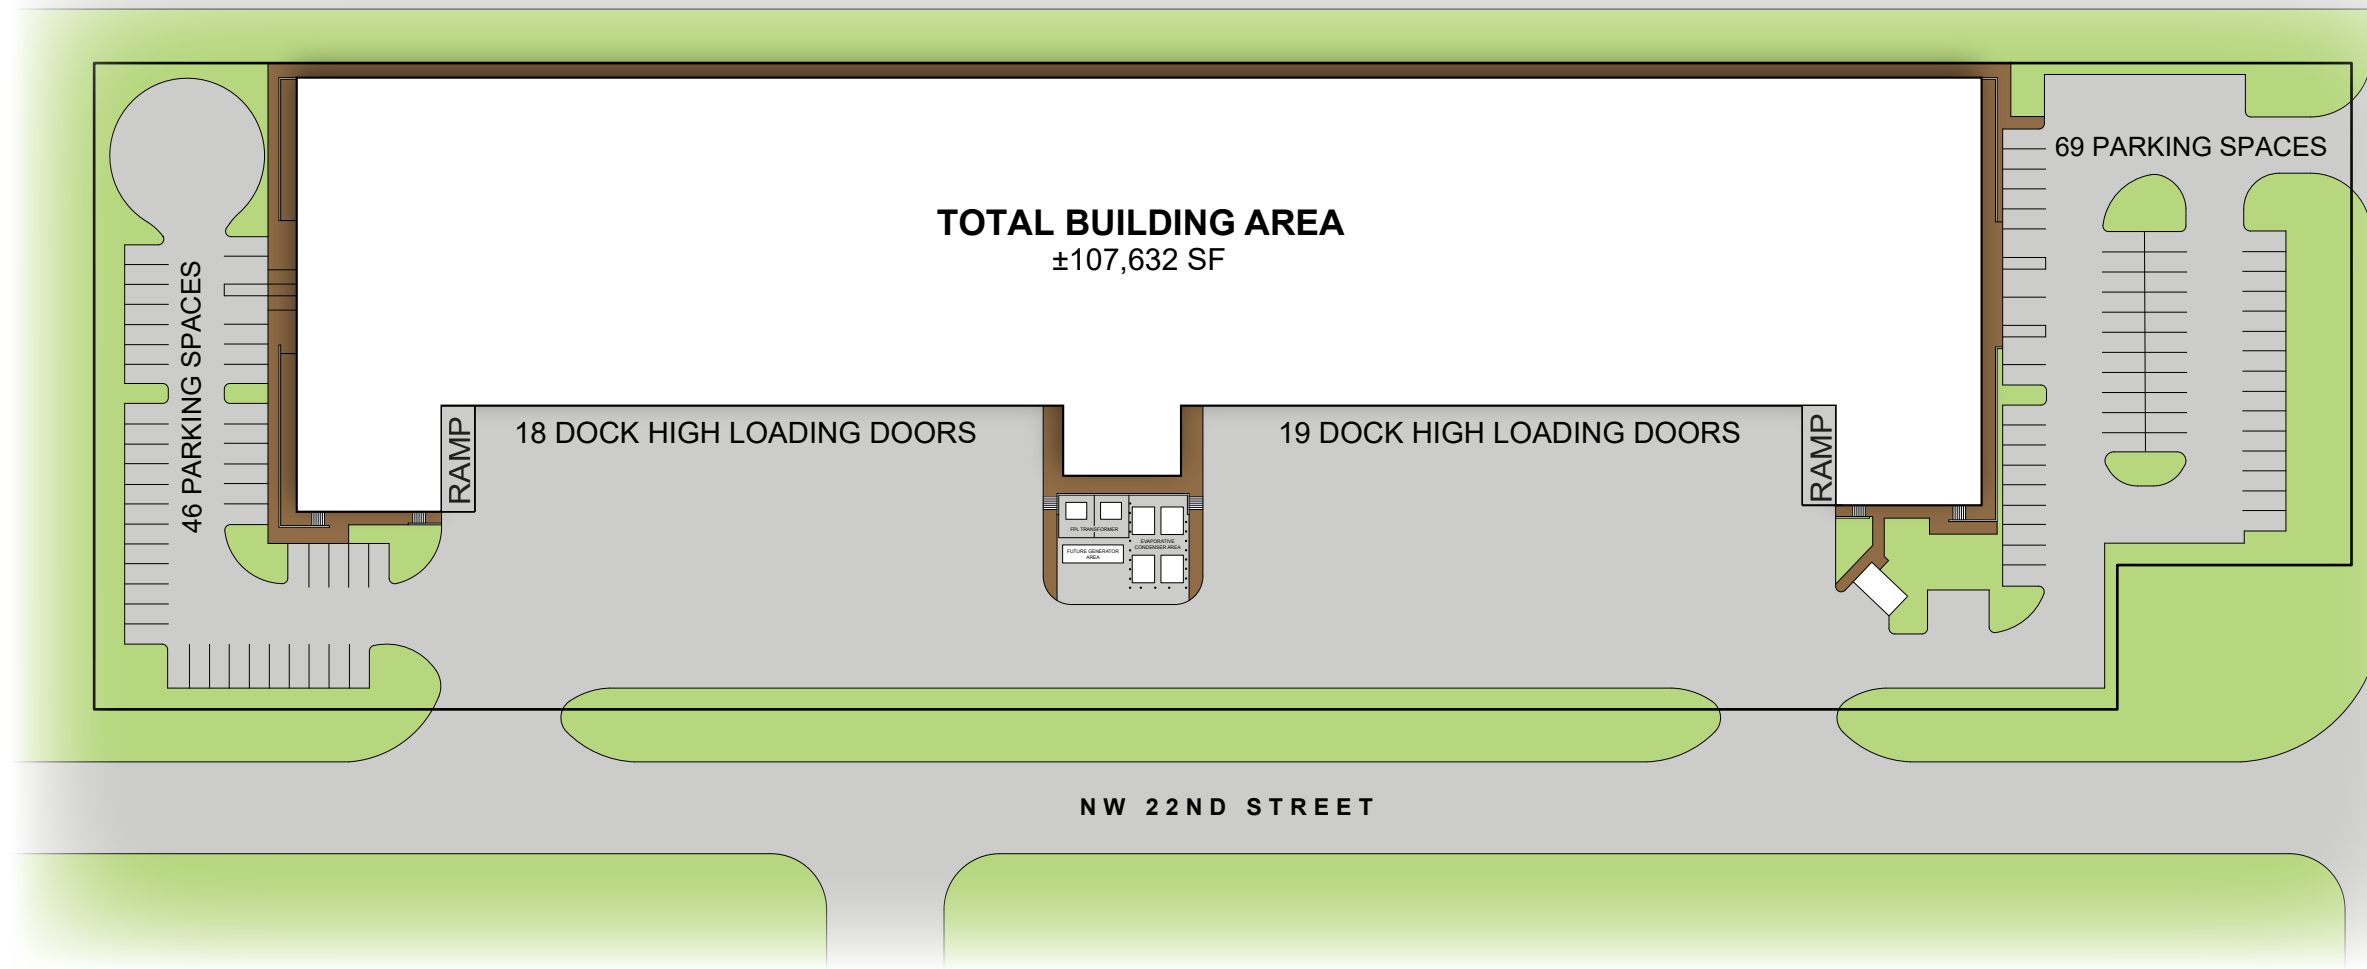 69 PARKING SPACES
TOTAL BUILDING AREA
±107,632 SF
46 PARKING SPACES
RAMP
18 DOCK HIGH LOADING DOORS
19 DOCK HIGH LOADING DOORS
RAMP
FPL TRANSFORMER
EVAPORATIVE
CONDENSER AREA
FUTURE GENERATOR
AREA
NW 22ND STREET